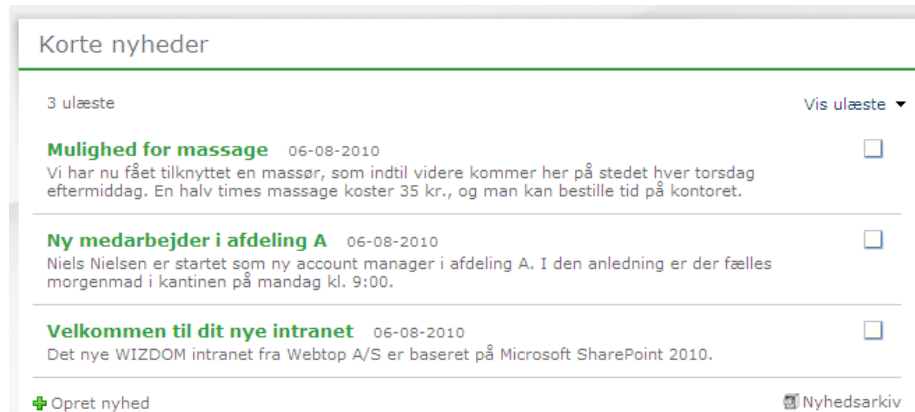 Korte nyheder
3 ulæste
Vis ulæste
Mulighed for massage 06-08-2010
Vi har nu fået tilknyttet en massør, som indtil videre kommer her på stedet hver torsdag
eftermiddag. En halv times massage koster 35 kr., og man kan bestille tid på kontoret.
Ny medarbejder i afdeling A 06-08-2010
Niels Nielsen er startet som ny account manager i afdeling A. I den anledning er der fælles
morgenmad i kantinen på mandag kl. 9:00.
Velkommen til dit nye intranet 06-08-2010
Det nye WIZDOM intranet fra Webtop A/S er baseret på Microsoft SharePoint 2010.
Opret nyhed
Nyhedsarkiv